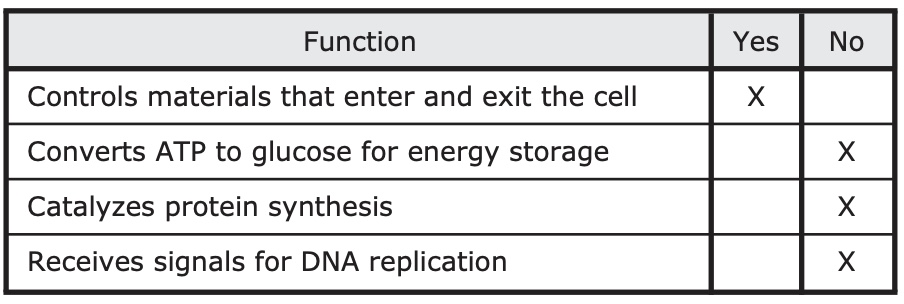 Function Yes No
Controls materials that enter and exit the cell X
Converts ATP to glucose for energy storage X
Catalyzes protein synthesis X
Receives signals for DNA replication X